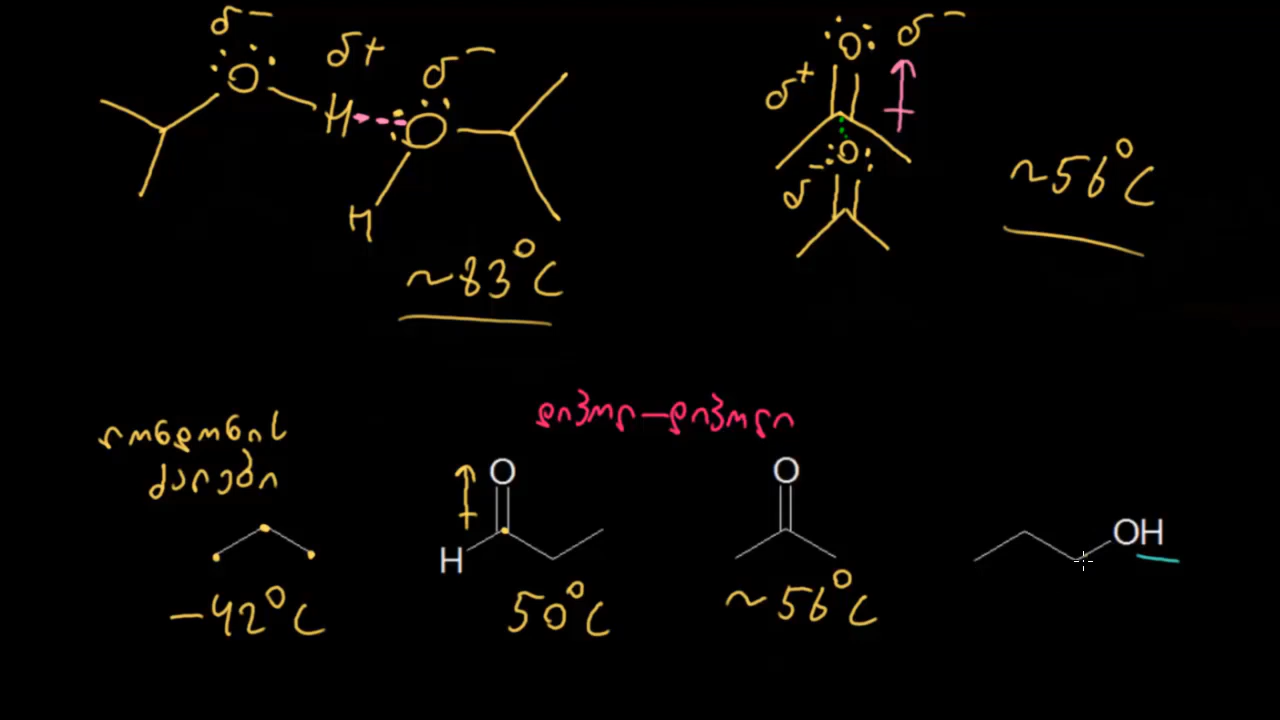 δ− δ+ δ−
O H O
H
~83°C
O δ−
δ+
O
δ−
~56°C
ლონდონის
ძალები
დიპოლ—დიპოლი
O
H
O
OH
−42°C
50°C
~56°C